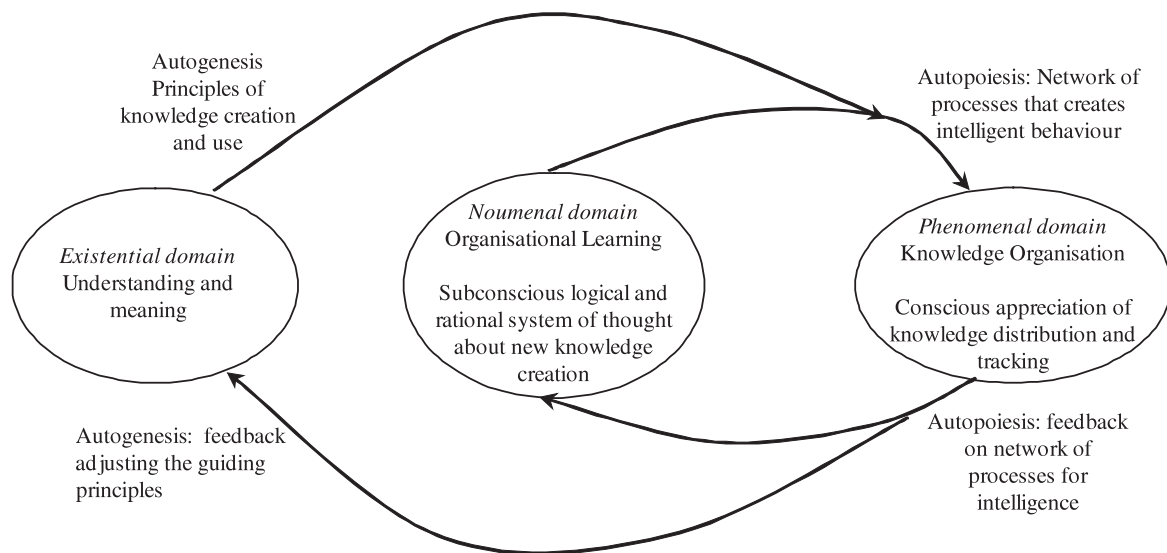 Autogenesis
Principles of
knowledge creation
and use
Autopoiesis: Network of
processes that creates
intelligent behaviour
Existential domain
Understanding and
meaning
Noumenal domain
Organisational Learning
Subconscious logical and
rational system of thought
about new knowledge
creation
Phenomenal domain
Knowledge Organisation
Conscious appreciation of
knowledge distribution and
tracking
Autogenesis:  feedback
adjusting the guiding
principles
Autopoiesis: feedback
on network of
processes for
intelligence